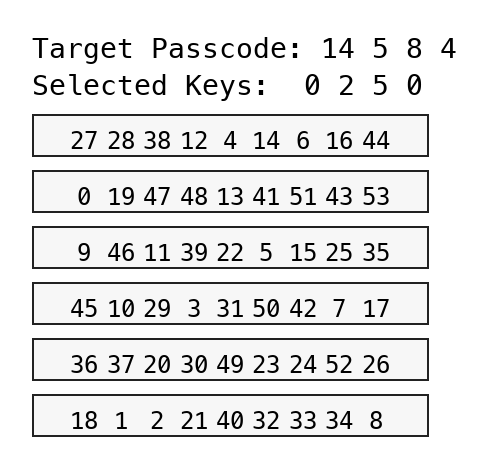 Target Passcode: 14 5 8 4
Selected Keys: 0 2 5 0
27 28 38 12 4 14 6 16 44
0 19 47 48 13 41 51 43 53
9 46 11 39 22 5 15 25 35
45 10 29 3 31 50 42 7 17
36 37 20 30 49 23 24 52 26
18 1 2 21 40 32 33 34 8